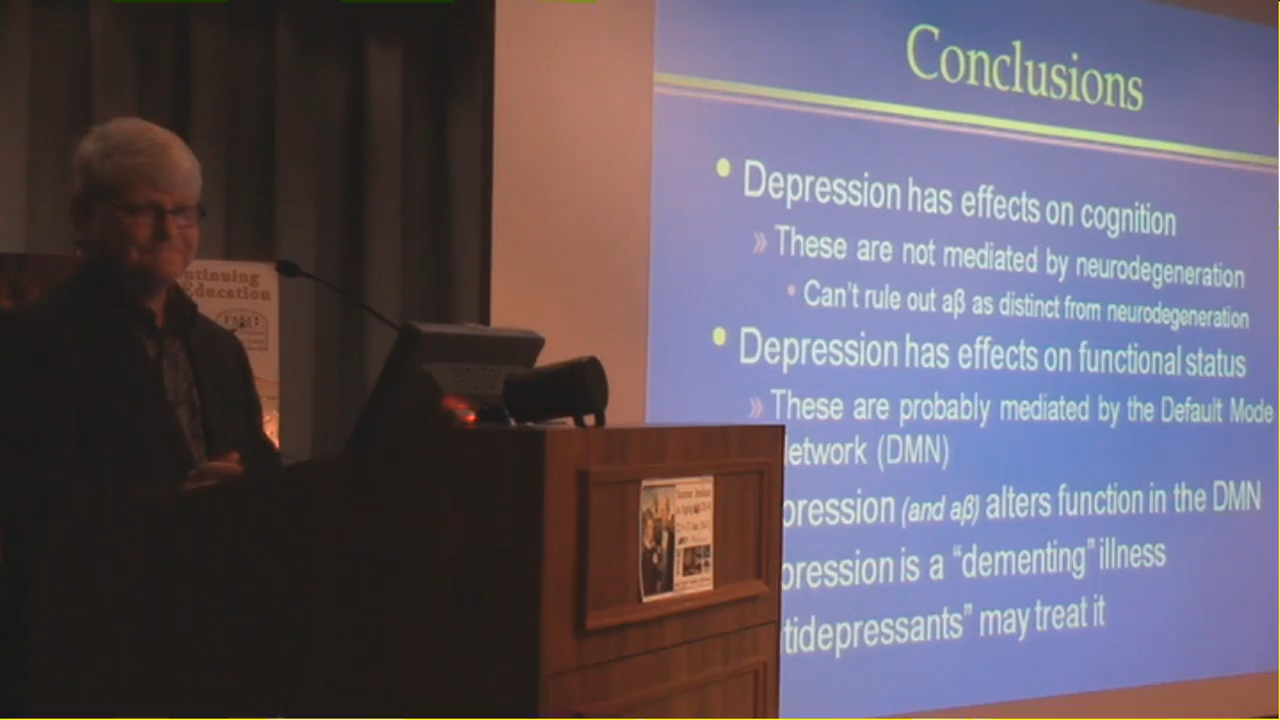 Conclusions
Depression has effects on cognition
» These are not mediated by neurodegeneration
Can't rule out aβ as distinct from neurodegeneration
Depression has effects on functional status
» These are probably mediated by the Default Mode
etwork (DMN)
pression (and aβ) alters function in the DMN
pression is a “dementing” illness
tidepressants” may treat it
ntinuing
Education